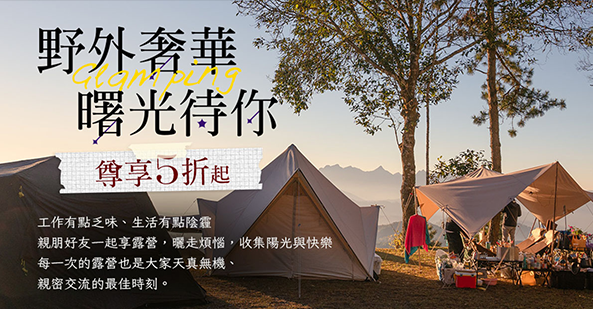 野外奢華
Glamping
曙光待你
尊享5折起
工作有點乏味、生活有點陰霾
親朋好友一起享露營，曬走煩惱，收集陽光與快樂
每一次的露營也是大家天真無機、
親密交流的最佳時刻。